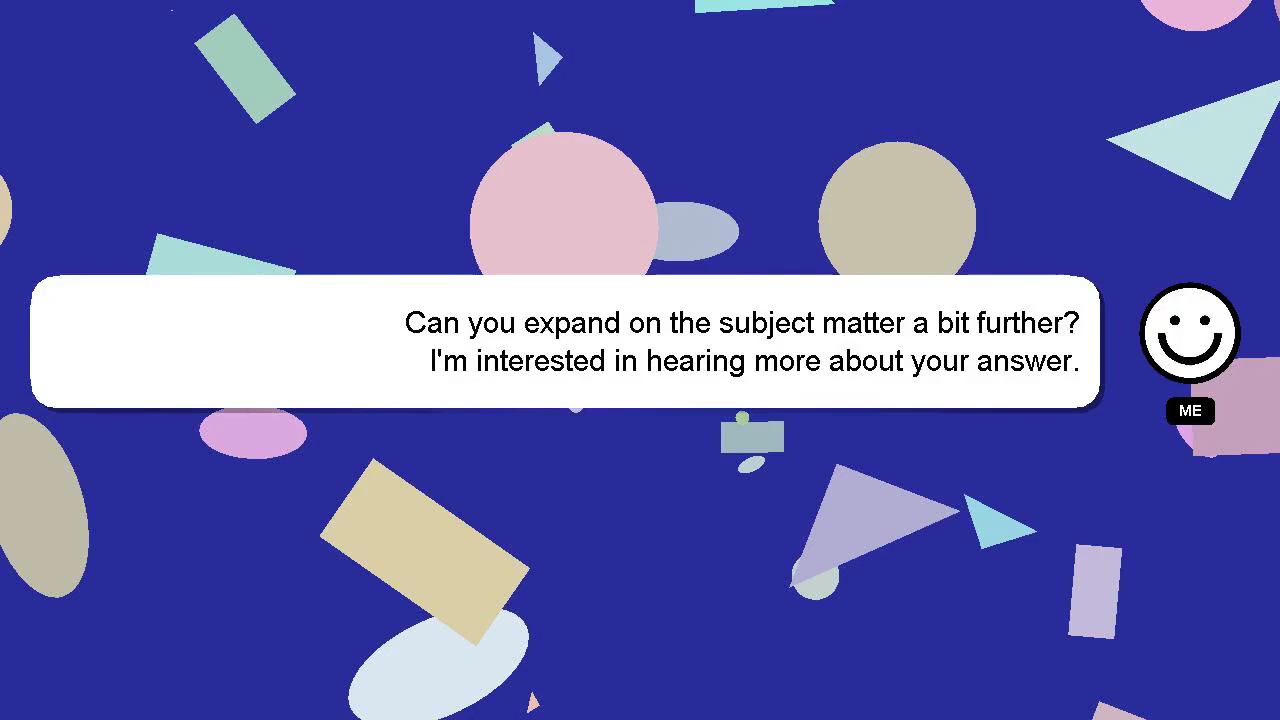 Can you expand on the subject matter a bit further?
I'm interested in hearing more about your answer.
ME